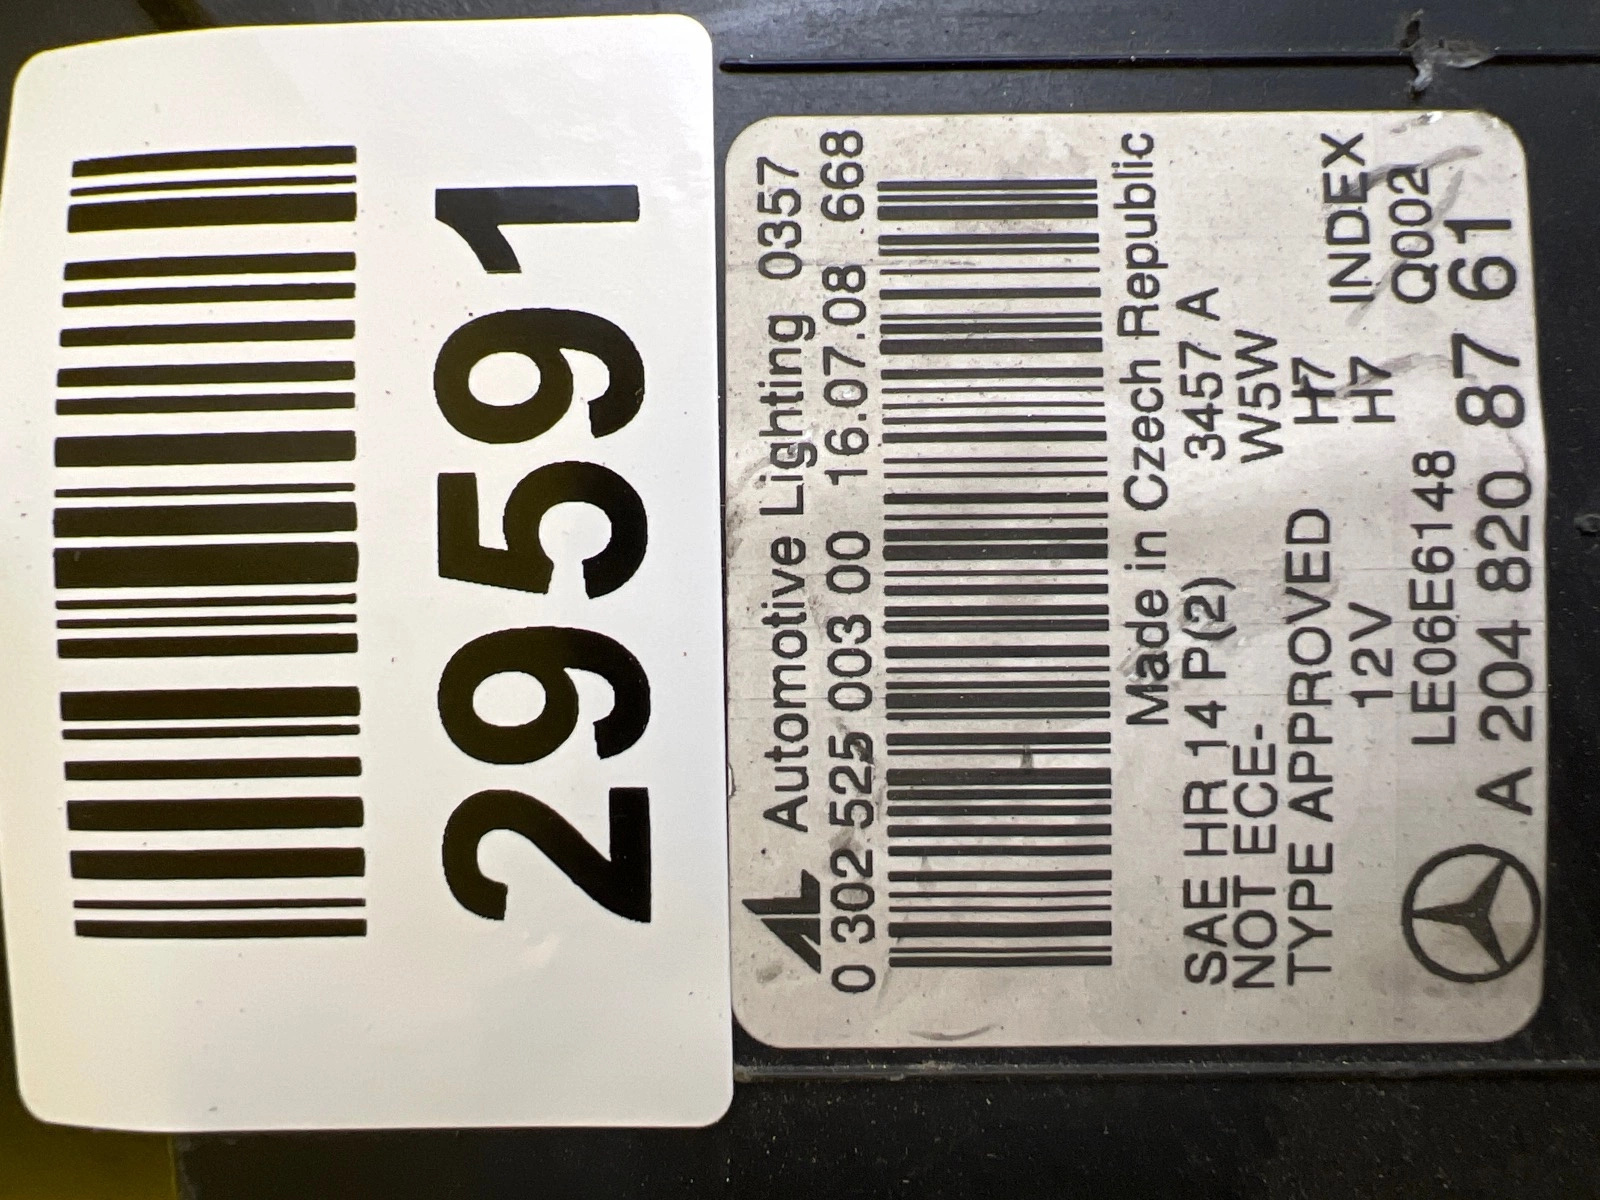 29591
AL Automotive Lighting 0357
0 302 525 003 00 16.07.08 668
Made in Czech Republic
SAE HR 14 P(2) 3457 A
NOT ECE- W5W
TYPE APPROVED H7
12V H7 INDEX
LE06E6148 Q002
A 204 820 87 61